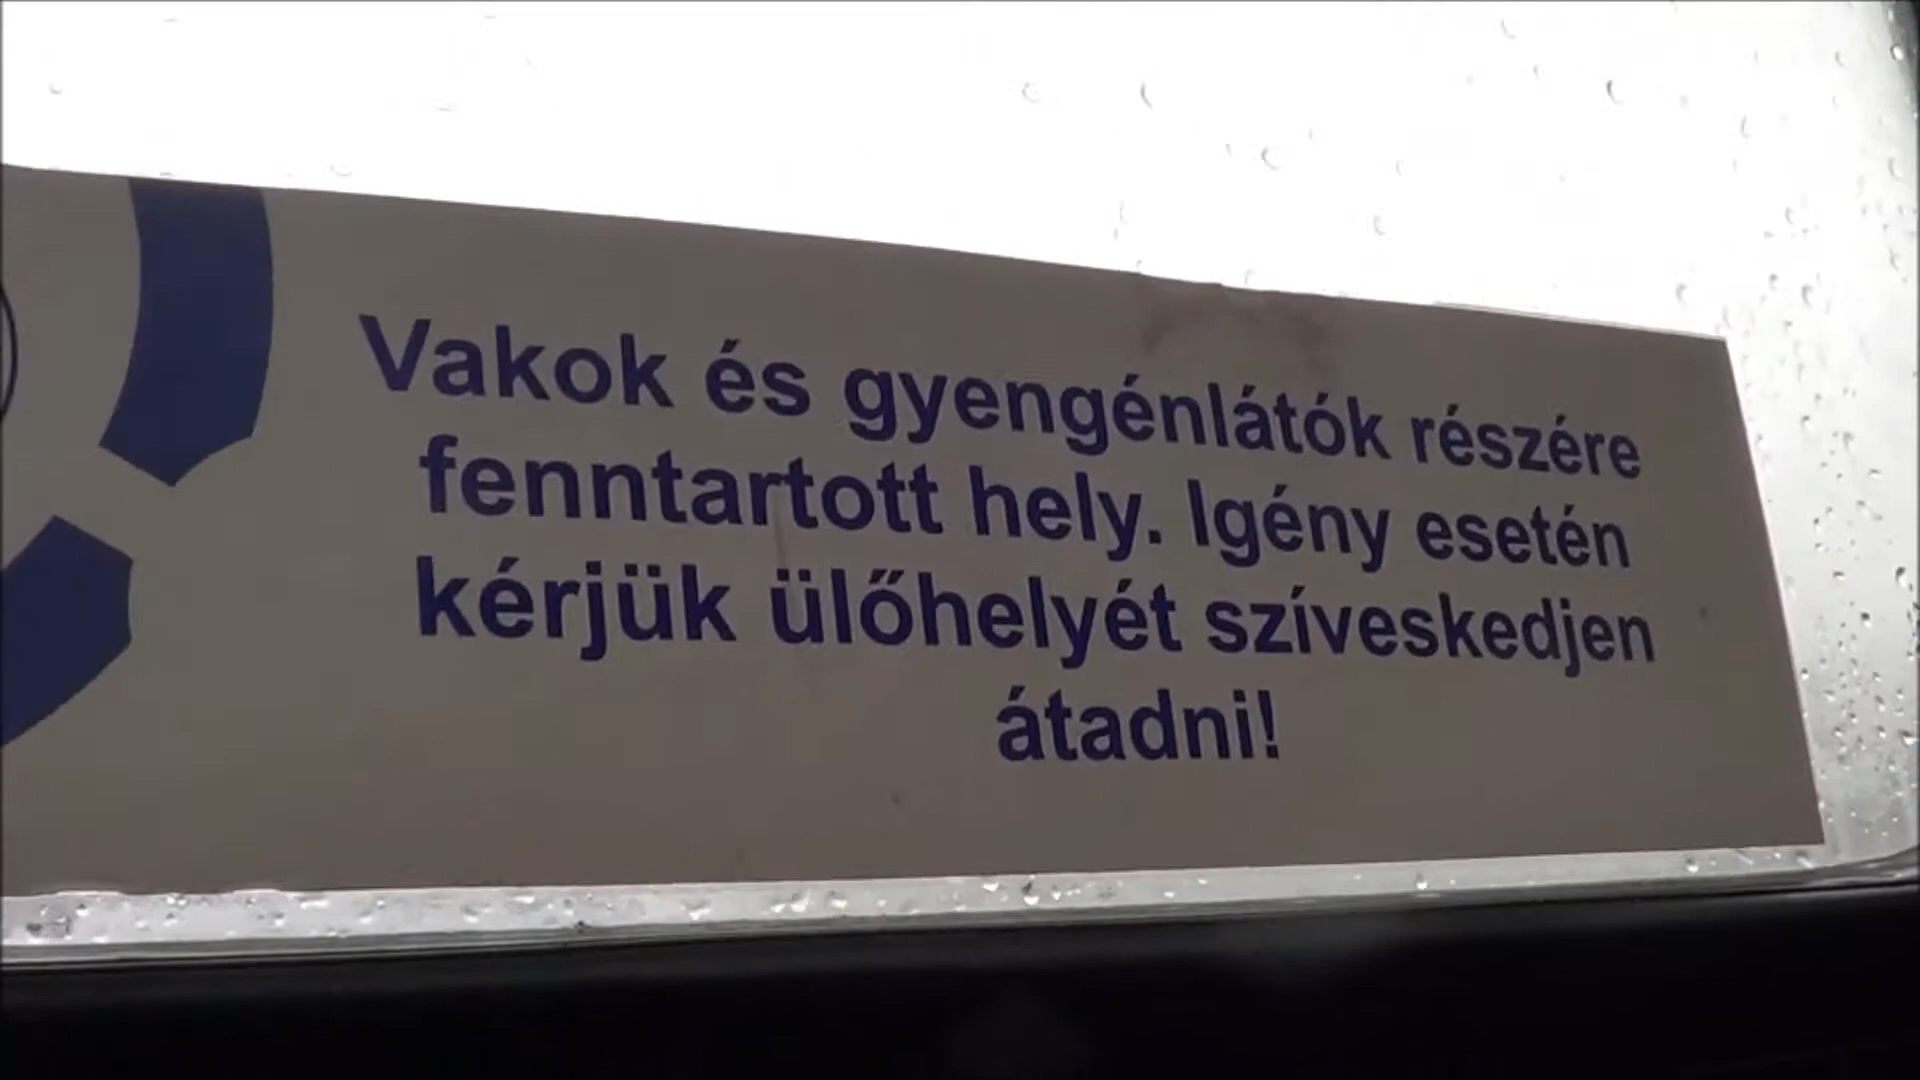 Vakok és gyengénlátók részére
fenntartott hely. Igény esetén
kérjük ülőhelyét szíveskedjen
átadni!